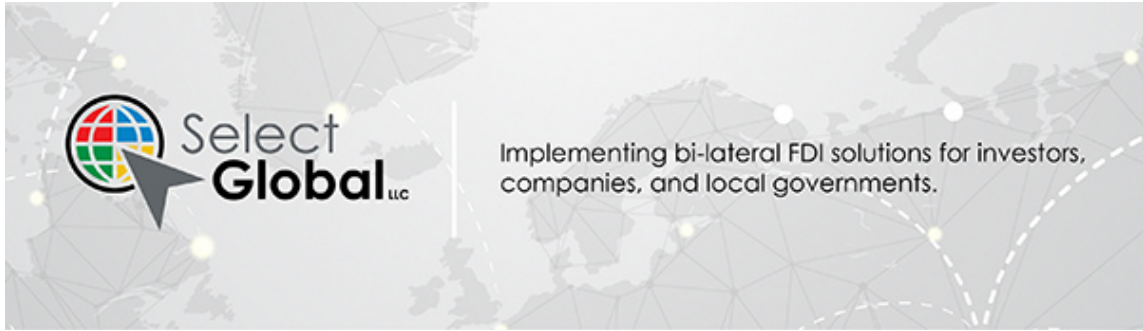 Select
Global LLC
Implementing bi-lateral FDI solutions for investors,
companies, and local governments.